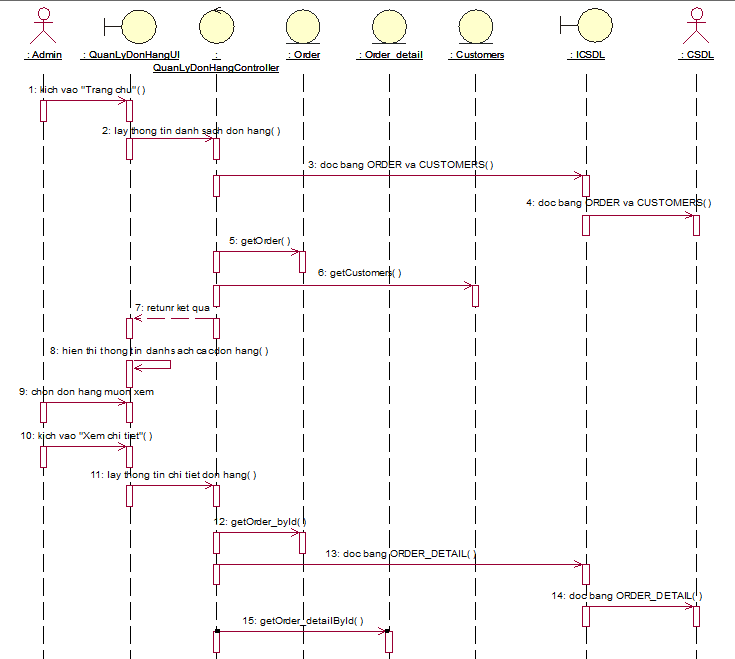 : Admin
: QuanLyDonHangUI
:
QuanLyDonHangController
: Order
: Order_detail
: Customers
: ICSDL
: CSDL
1: kich vao "Trang chu"( )
2: lay thong tin danh sach don hang( )
3: doc bang ORDER va CUSTOMERS( )
4: doc bang ORDER va CUSTOMERS( )
5: getOrder( )
6: getCustomers( )
7: retunr ket qua
8: hien thi thong tin danh sach cac don hang( )
9: chon don hang muon xem
10: kich vao "Xem chi tiet"( )
11: lay thong tin chi tiet don hang( )
12: getOrder_byId( )
13: doc bang ORDER_DETAIL( )
14: doc bang ORDER_DETAIL( )
15: getOrder_detailById( )